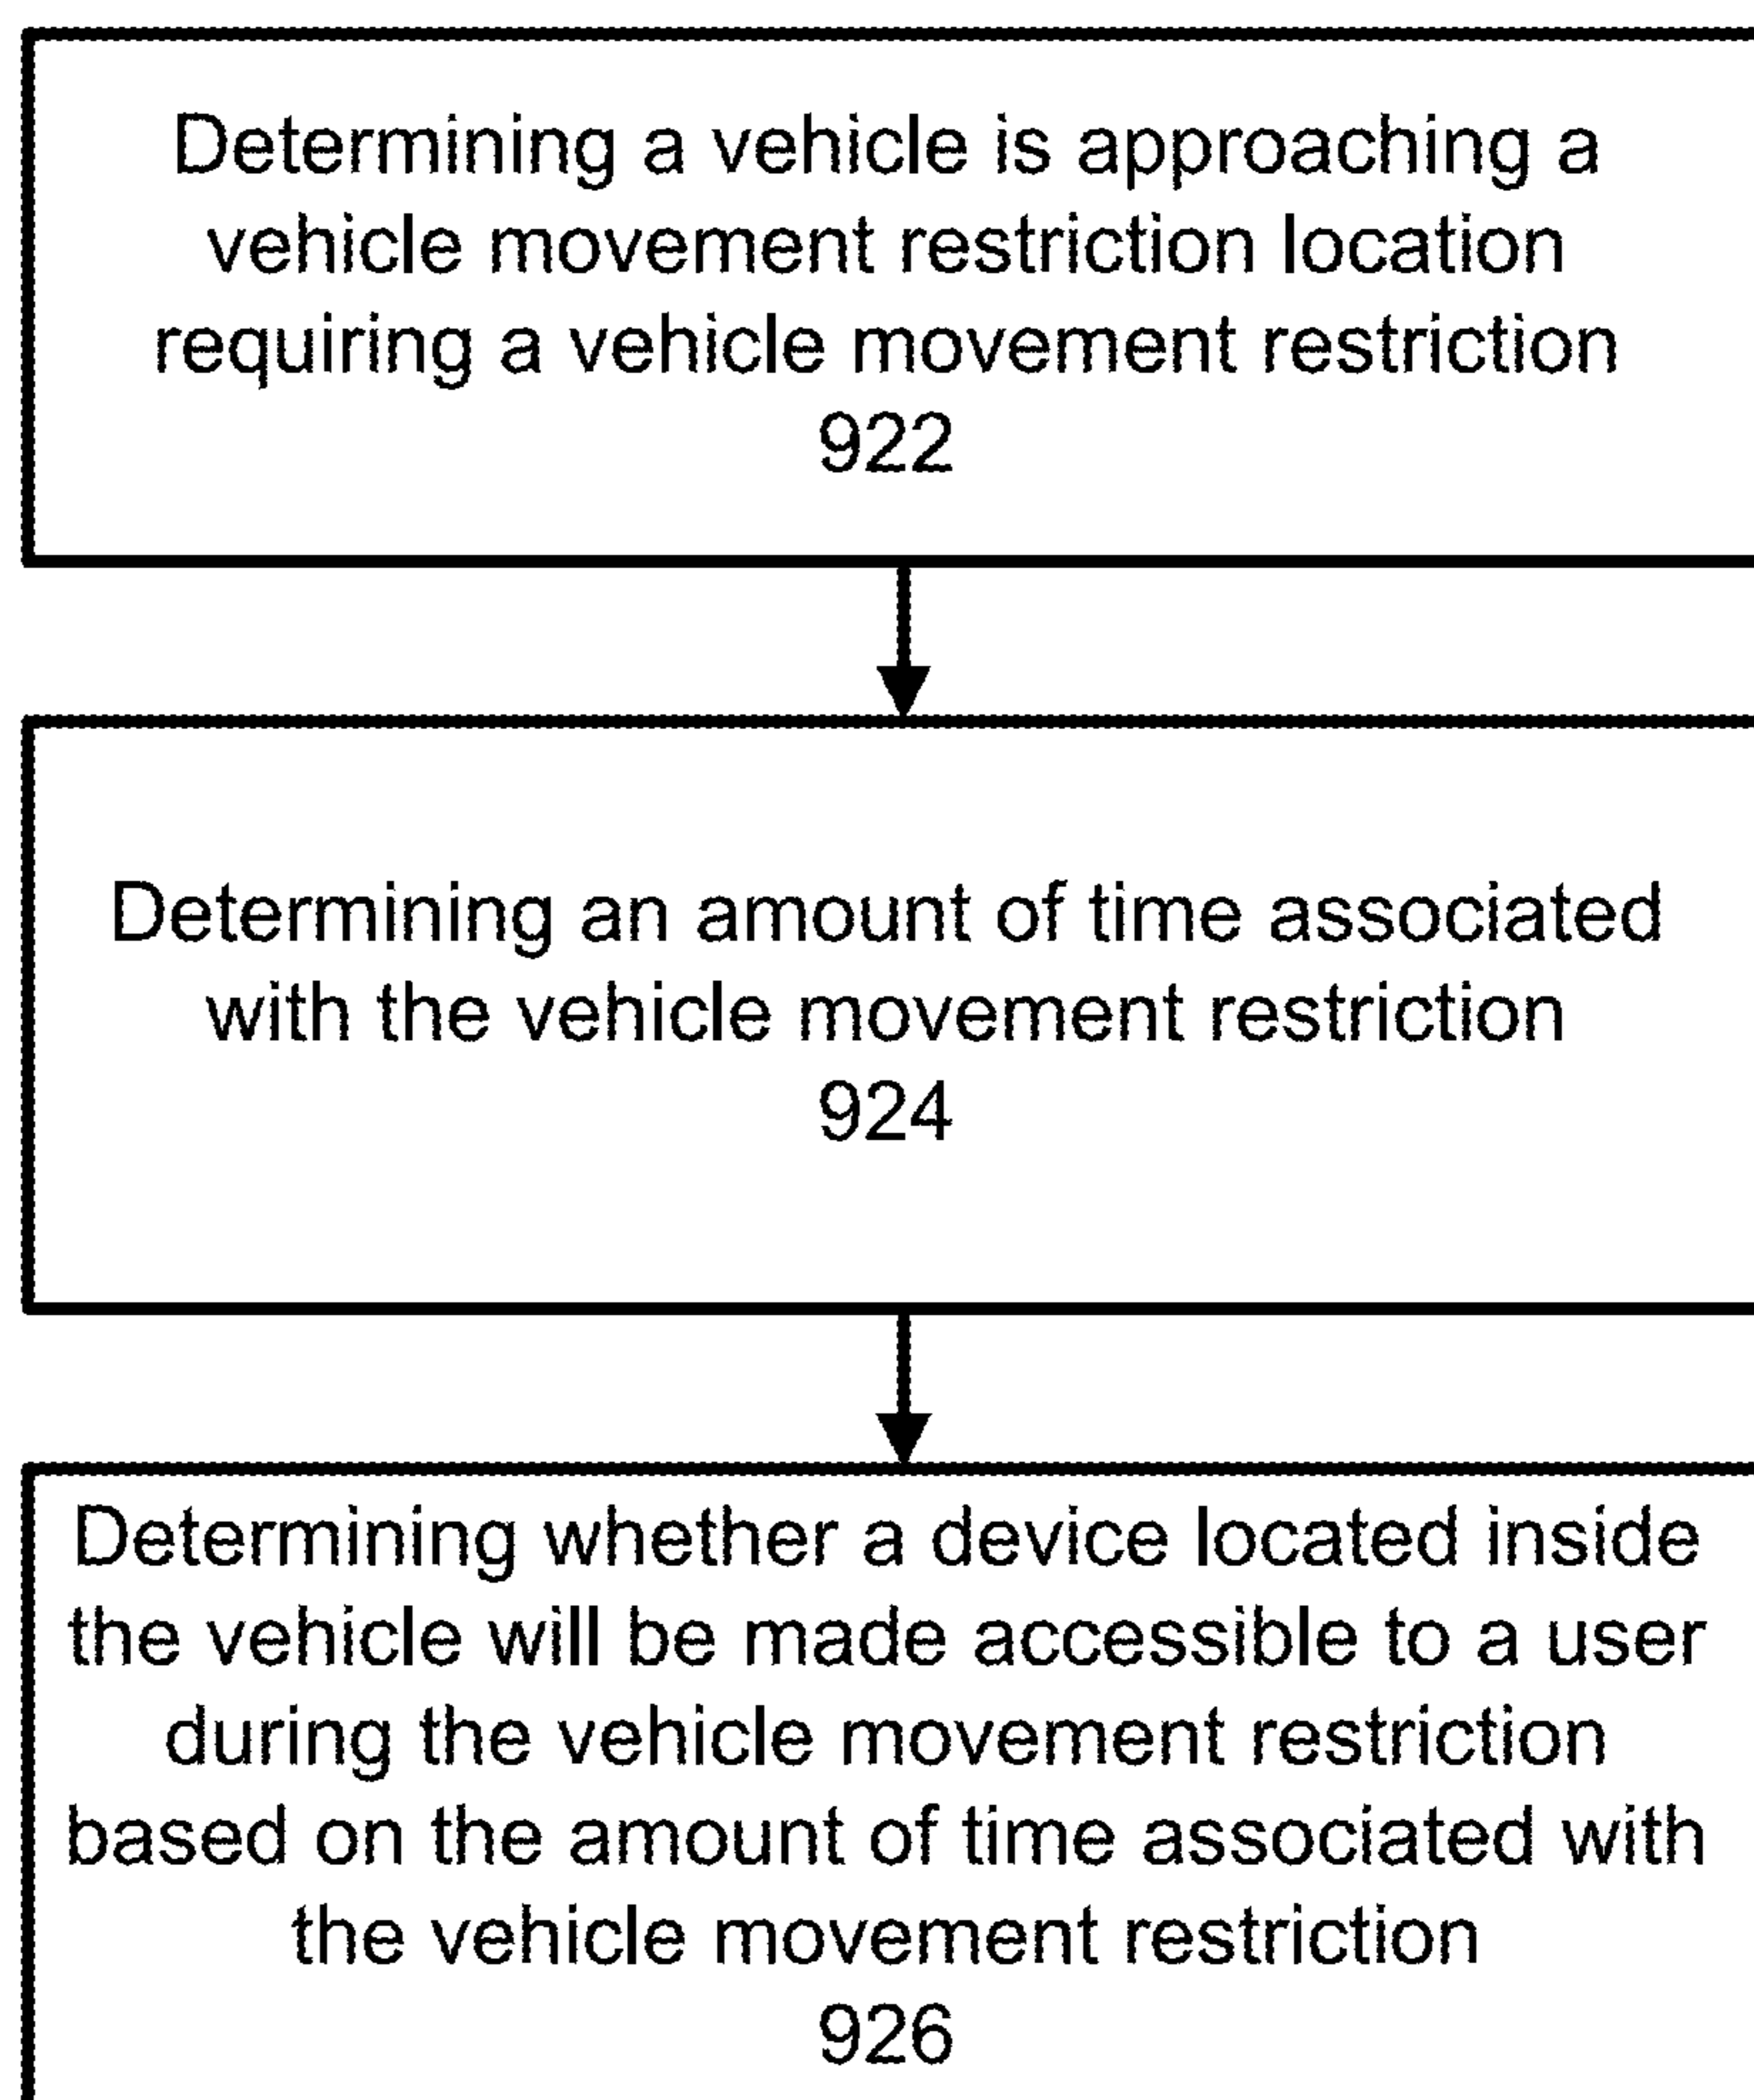 Determining a vehicle is approaching a
vehicle movement restriction location
requiring a vehicle movement restriction
922
Determining an amount of time associated
with the vehicle movement restriction
924
Determining whether a device located inside
the vehicle will be made accessible to a user
during the vehicle movement restriction
based on the amount of time associated with
the vehicle movement restriction
926